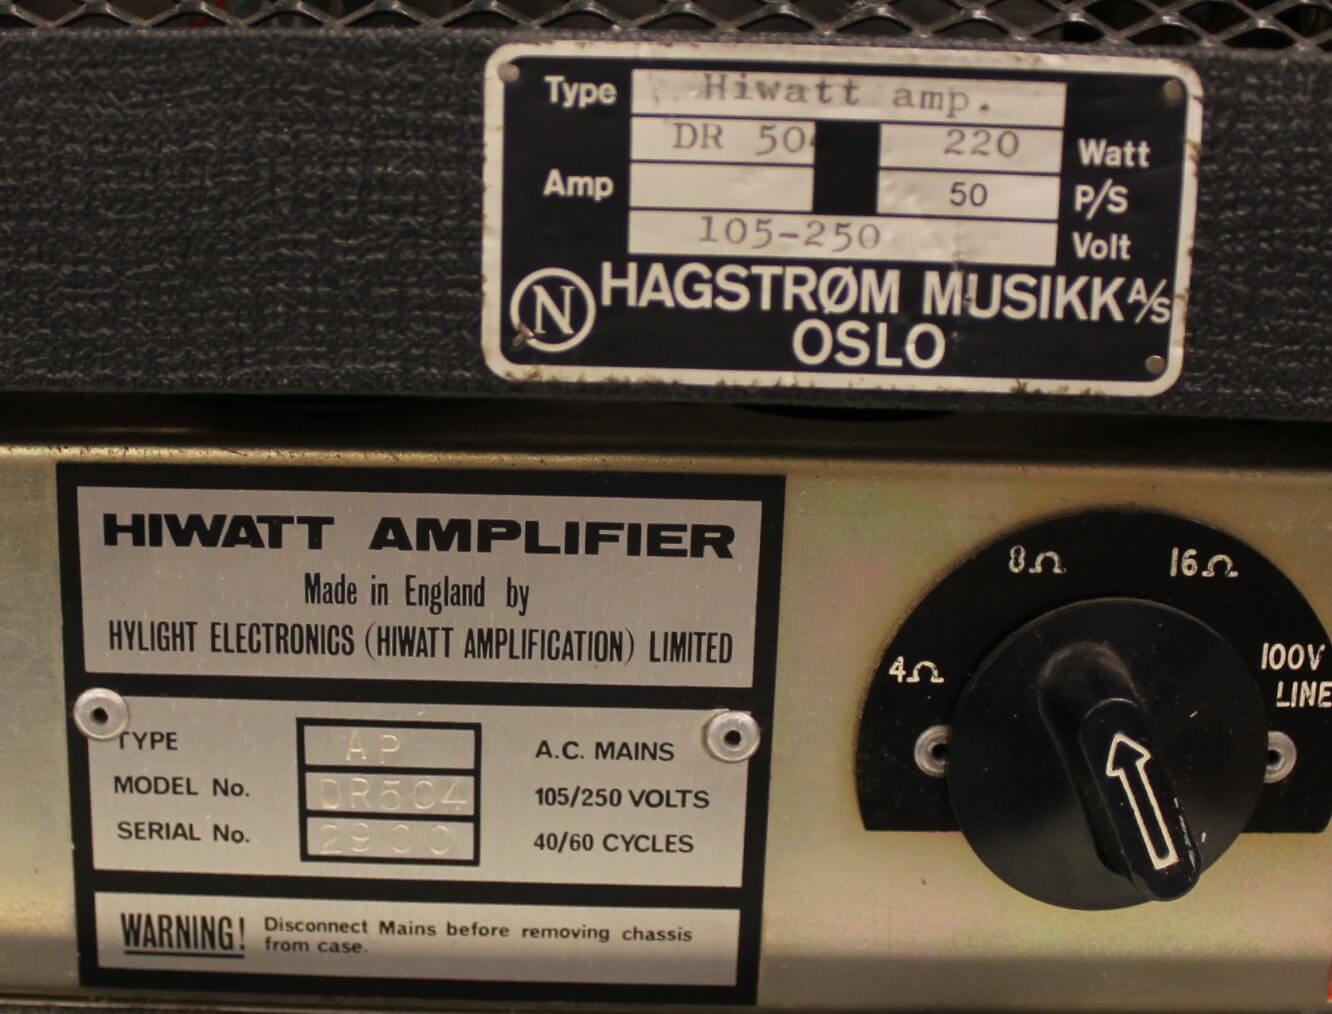 Type Hiwatt amp.
DR 504 220 Watt
Amp 50 P/S
105-250 Volt
N HAGSTRØM MUSIKK A/S
OSLO
HIWATT AMPLIFIER
Made in England by
HYLIGHT ELECTRONICS (HIWATT AMPLIFICATION) LIMITED
TYPE AP A.C. MAINS
MODEL No. DR504 105/250 VOLTS
SERIAL No. 2900 40/60 CYCLES
WARNING! Disconnect Mains before removing chassis
from case.
4Ω
8Ω
16Ω
100V
LINE